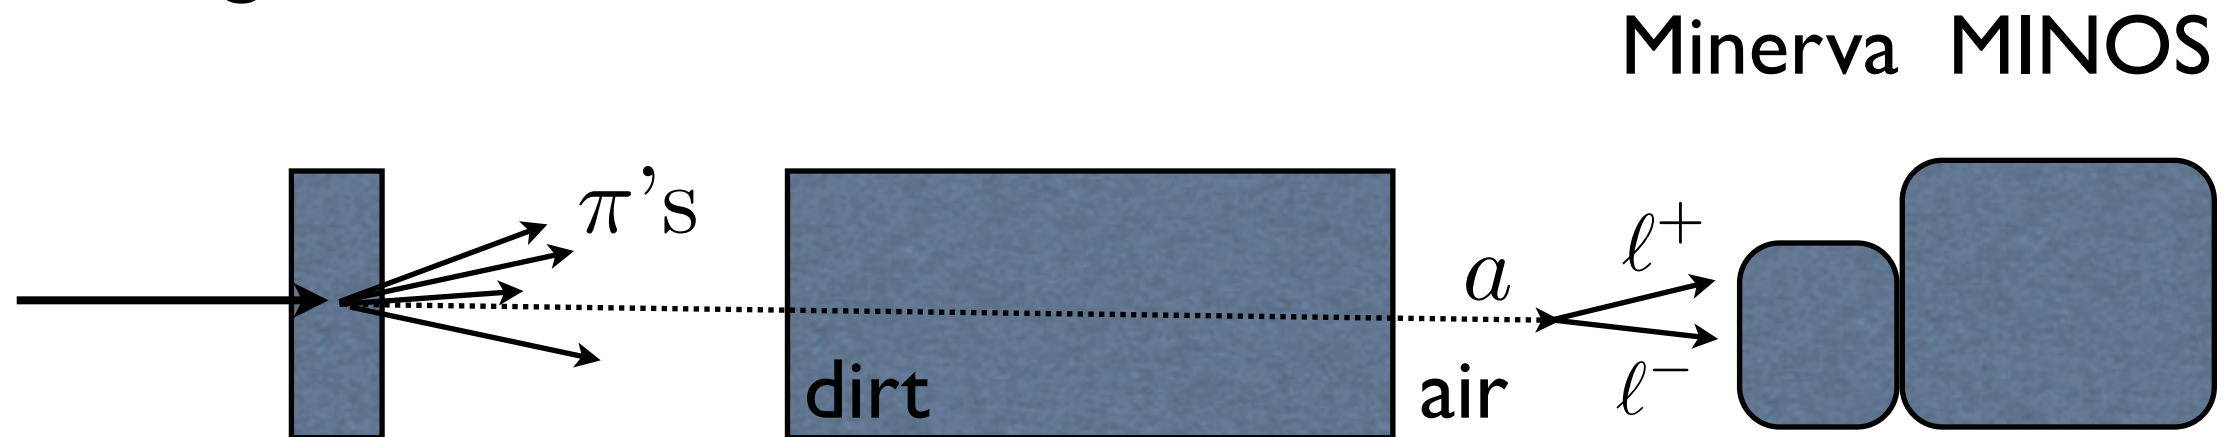 Minerva MINOS
π's
a
ℓ+
ℓ−
dirt
air